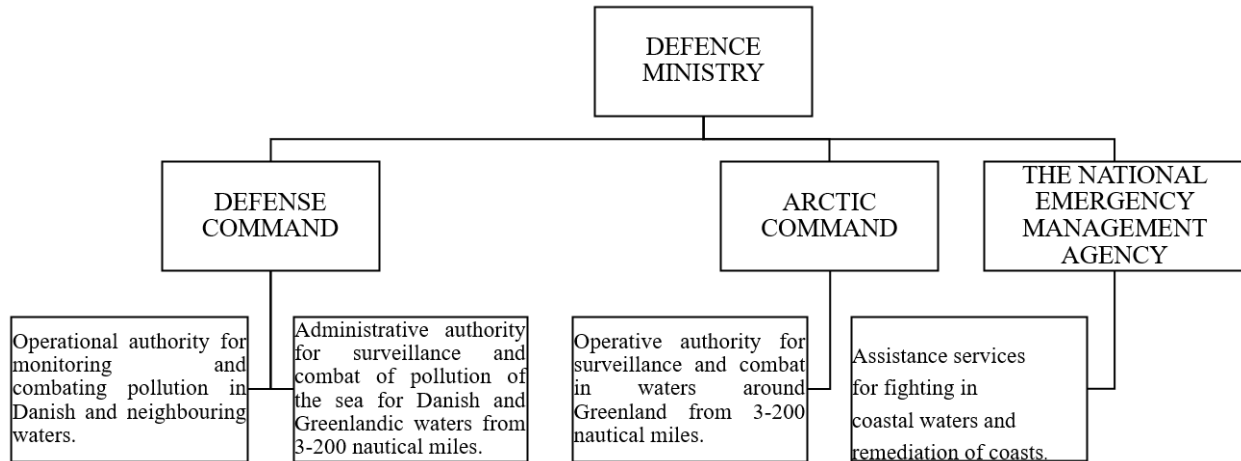 DEFENCE
MINISTRY
DEFENSE
COMMAND
ARCTIC
COMMAND
THE NATIONAL
EMERGENCY
MANAGEMENT
AGENCY
Operational authority for
monitoring and
combating pollution in
Danish and neighbouring
waters.
Administrative authority
for surveillance and
combat of pollution of
the sea for Danish and
Greenlandic waters from
3-200 nautical miles.
Operative authority for
surveillance and combat
in waters around
Greenland from 3-200
nautical miles.
Assistance services
for fighting in
coastal waters and
remediation of coasts.